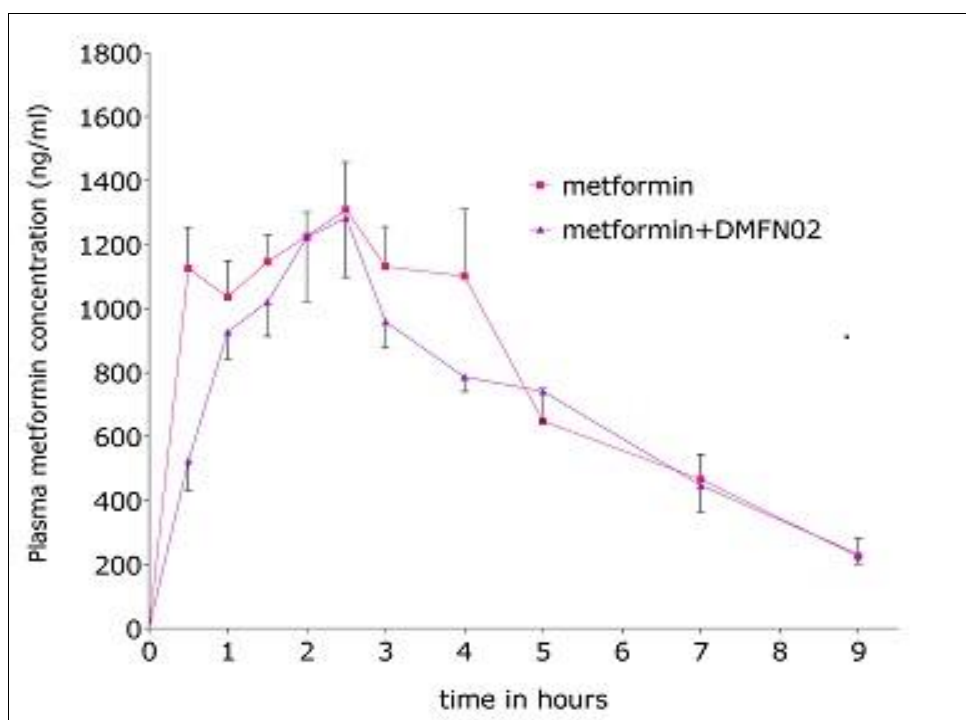 Plasma metformin concentration (ng/ml)
1800
1600
1400
1200
1000
800
600
400
200
0
metformin
metformin+DMFN02
0 1 2 3 4 5 6 7 8 9
time in hours